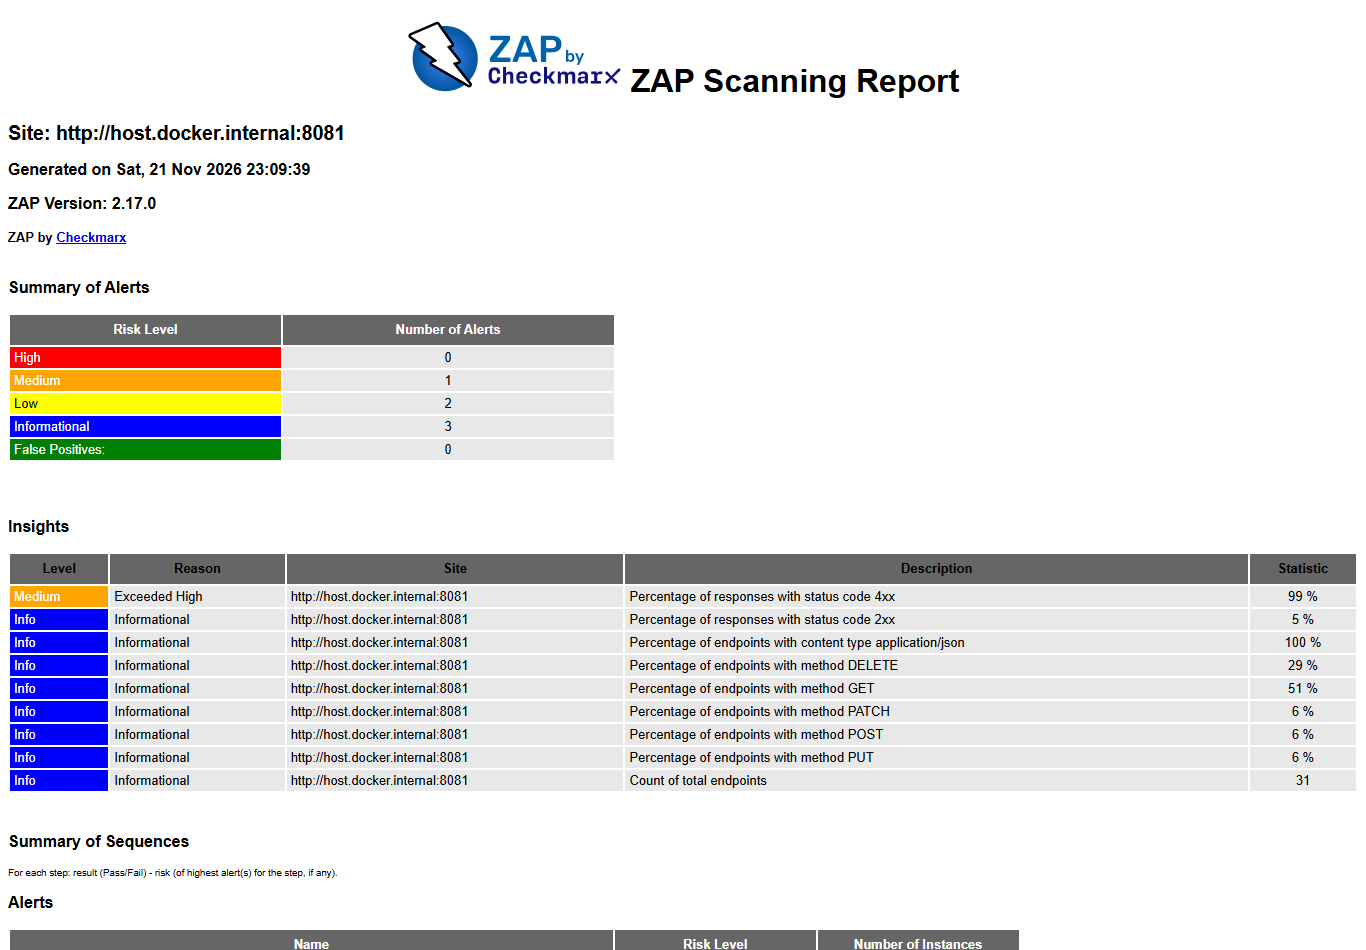 ZAP by
Checkmarx ZAP Scanning Report
Site: http://host.docker.internal:8081
Generated on Sat, 21 Nov 2026 23:09:39
ZAP Version: 2.17.0
ZAP by Checkmarx
Summary of Alerts
Risk Level Number of Alerts
High 0
Medium 1
Low 2
Informational 3
False Positives: 0
Insights
Level Reason Site Description Statistic
Medium Exceeded High http://host.docker.internal:8081 Percentage of responses with status code 4xx 99 %
Info Informational http://host.docker.internal:8081 Percentage of responses with status code 2xx 5 %
Info Informational http://host.docker.internal:8081 Percentage of endpoints with content type application/json 100 %
Info Informational http://host.docker.internal:8081 Percentage of endpoints with method DELETE 29 %
Info Informational http://host.docker.internal:8081 Percentage of endpoints with method GET 51 %
Info Informational http://host.docker.internal:8081 Percentage of endpoints with method PATCH 6 %
Info Informational http://host.docker.internal:8081 Percentage of endpoints with method POST 6 %
Info Informational http://host.docker.internal:8081 Percentage of endpoints with method PUT 6 %
Info Informational http://host.docker.internal:8081 Count of total endpoints 31
Summary of Sequences
For each step: result (Pass/Fail) - risk (of highest alert(s) for the step, if any).
Alerts
Name Risk Level Number of Instances